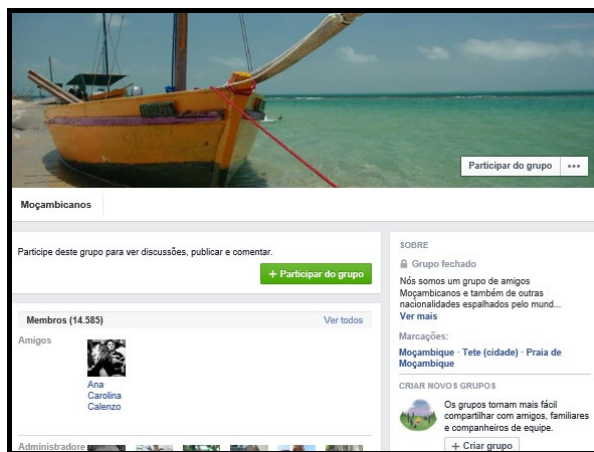 Participar do grupo
Moçambicanos
Participe deste grupo para ver discussões, publicar e comentar.
+ Participar do grupo
Membros (14.585)
Ver todos
Amigos
Ana
Carolina
Calenzo
Administradore
SOBRE
Grupo fechado
Nós somos um grupo de amigos
Moçambicanos e também de outras
nacionalidades espalhados pelo mund...
Ver mais
Marcações:
Moçambique · Tete (cidade) · Praia de
Moçambique
CRIAR NOVOS GRUPOS
Os grupos tornam mais fácil
compartilhar com amigos, familiares
e companheiros de equipe.
+ Criar grupo